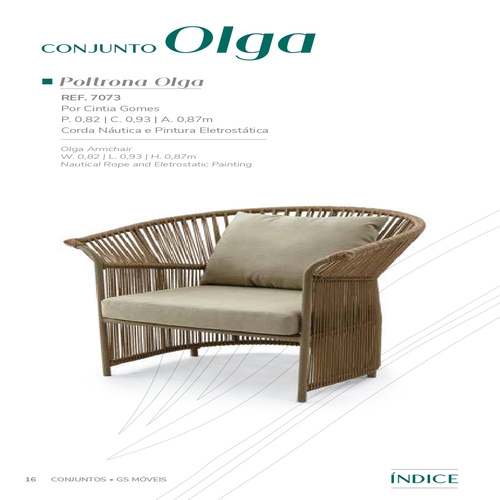 CONJUNTO Olga
Poltrona Olga
REF. 7073
Por Cintia Gomes
P. 0,82 | C. 0,93 | A. 0,87m
Corda Náutica e Pintura Eletrostática
Olga Armchair
W. 0,82 | L. 0,93 | H. 0,87m
Nautical Rope and Eletrostatic Painting
16 CONJUNTOS • GS MÓVEIS
ÍNDICE